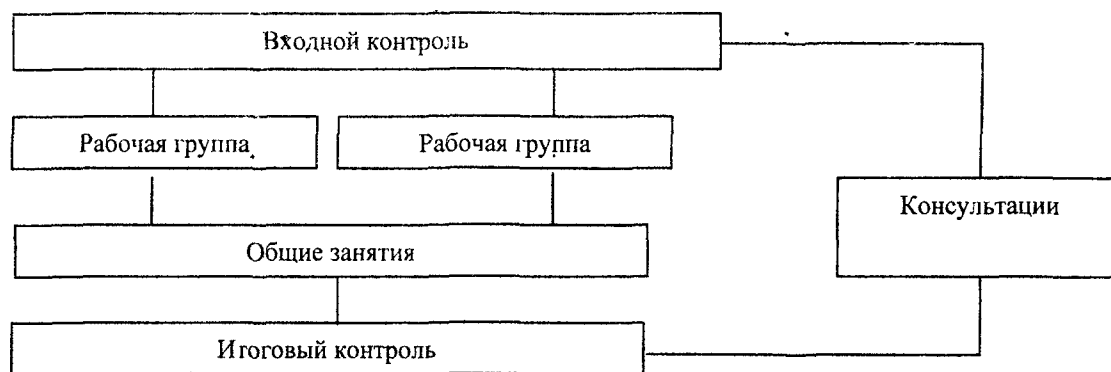 Входной контроль
Рабочая группа
Рабочая группа
Консультации
Общие занятия
Итоговый контроль